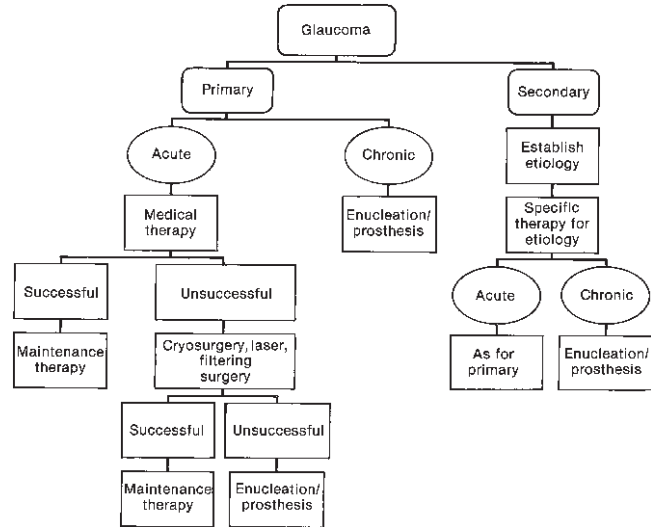 Glaucoma
Primary
Secondary
Acute
Chronic
Establish
etiology
Medical
therapy
Enucleation/
prosthesis
Specific
therapy for
etiology
Successful
Unsuccessful
Acute
Chronic
Maintenance
therapy
Cryosurgery, laser,
filtering
surgery
As for
primary
Enucleation/
prosthesis
Successful
Unsuccessful
Maintenance
therapy
Enucleation/
prosthesis